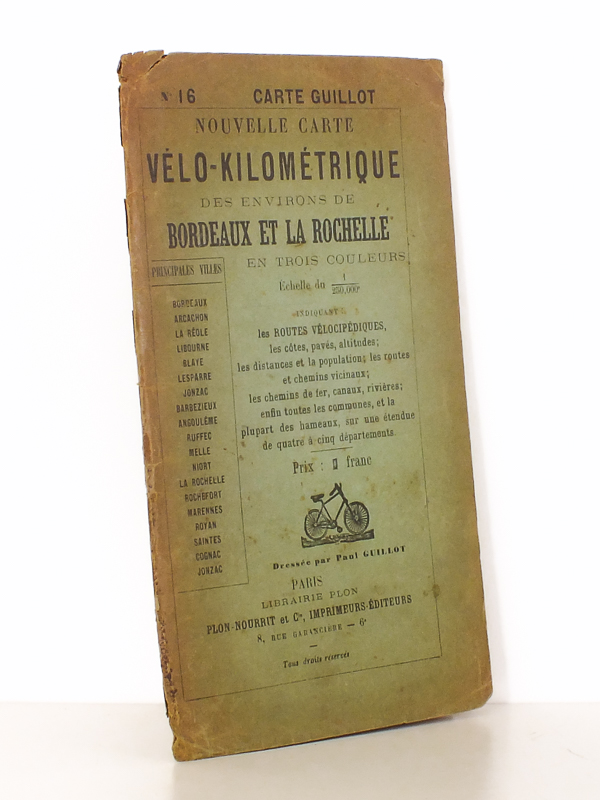 N° 16 CARTE GUILLOT
NOUVELLE CARTE
VÉLO-KILOMÉTRIQUE
DES ENVIRONS DE
BORDEAUX ET LA ROCHELLE
EN TROIS COULEURS
Echelle du 1/250,000e
PRINCIPALES VILLES
BORDEAUX
ARCACHON
LA RÉOLE
LIBOURNE
BLAYE
LESPARRE
JONZAC
BARBEZIEUX
ANGOULÊME
RUFFEC
MELLE
NIORT
LA ROCHELLE
ROCHEFORT
MARENNES
ROYAN
SAINTES
COGNAC
JONZAC
INDIQUANT :
les ROUTES VÉLOCIPÉDIQUES,
les côtes, pavés, altitudes;
les distances et la population; les routes
et chemins vicinaux;
les chemins de fer, canaux, rivières;
enfin toutes les communes, et la
plupart des hameaux, sur une étendue
de quatre à cinq départements
Prix : 1 franc
Dressée par Paul GUILLOT
PARIS
LIBRAIRIE PLON
PLON-NOURRIT et Cie, IMPRIMEURS-ÉDITEURS
8, RUE GARANCIÈRE — 6e
Tous droits réservés